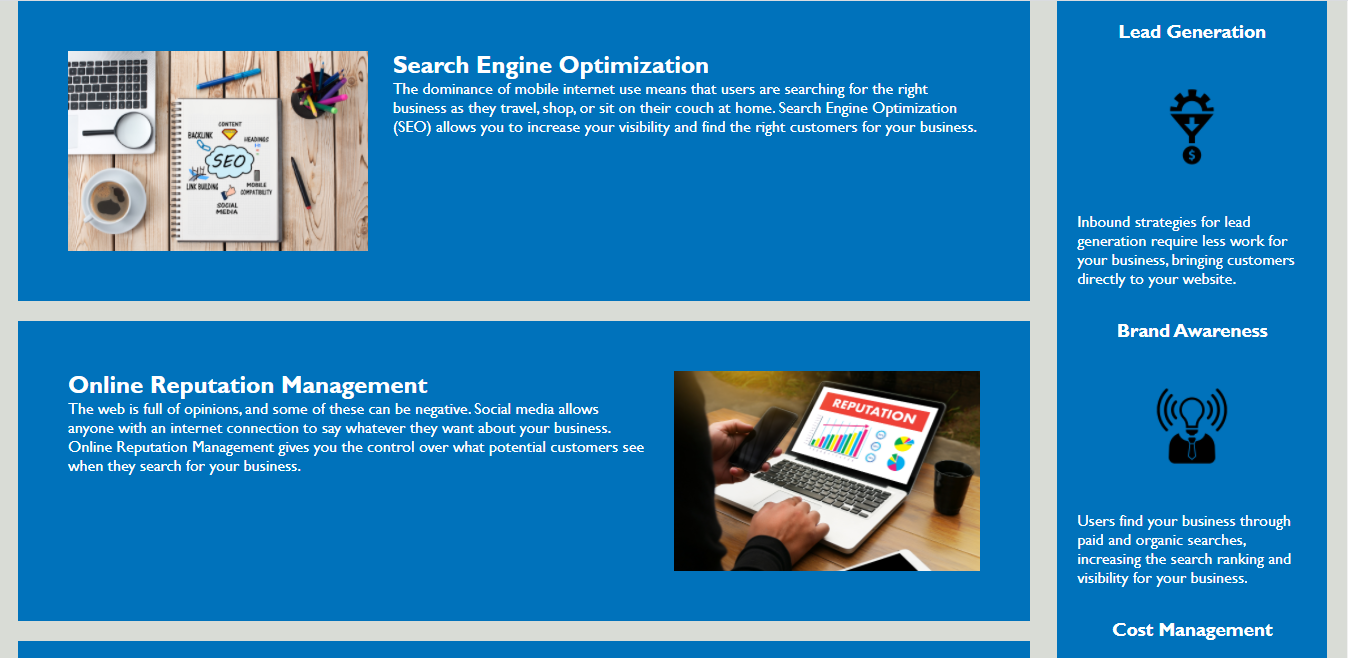 Search Engine Optimization
The dominance of mobile internet use means that users are searching for the right
business as they travel, shop, or sit on their couch at home. Search Engine Optimization
(SEO) allows you to increase your visibility and find the right customers for your business.
CONTENT
BACKLINK
HEADINGS
SEO
LINK BUILDING
MOBILE
COMPATIBILITY
SOCIAL
MEDIA
Online Reputation Management
The web is full of opinions, and some of these can be negative. Social media allows
anyone with an internet connection to say whatever they want about your business.
Online Reputation Management gives you the control over what potential customers see
when they search for your business.
REPUTATION
Lead Generation
$
Inbound strategies for lead
generation require less work for
your business, bringing customers
directly to your website.
Brand Awareness
Users find your business through
paid and organic searches,
increasing the search ranking and
visibility for your business.
Cost Management